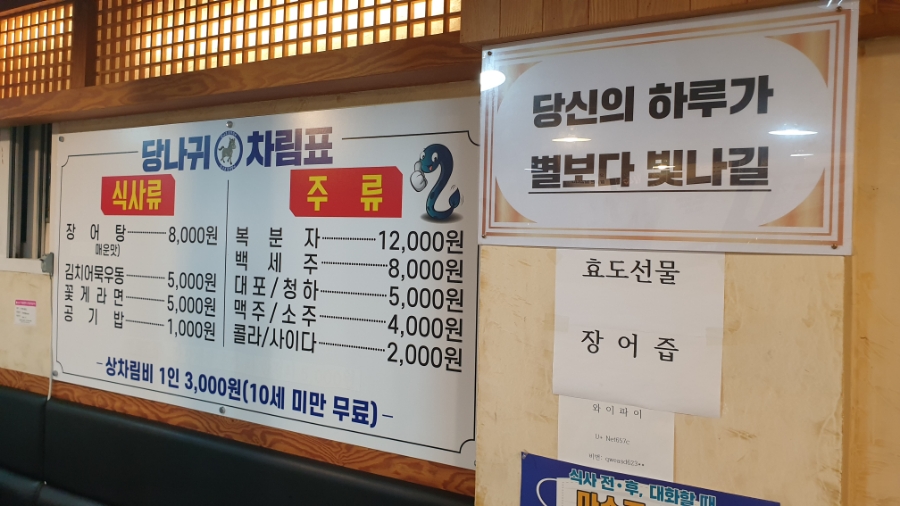 당나귀 차림표
식사류
장어탕 8,000원
(매운맛)
김치어묵우동 5,000원
꽃게라면 5,000원
공기밥 1,000원
주류
복분자 12,000원
백세주 8,000원
대포/청하 5,000원
맥주/소주 4,000원
콜라/사이다 2,000원
-상차림비 1인 3,000원(10세 미만 무료)-
당신의 하루가
별보다 빛나길
효도선물
장어즙
와이파이
식사 전·후, 대화할 때